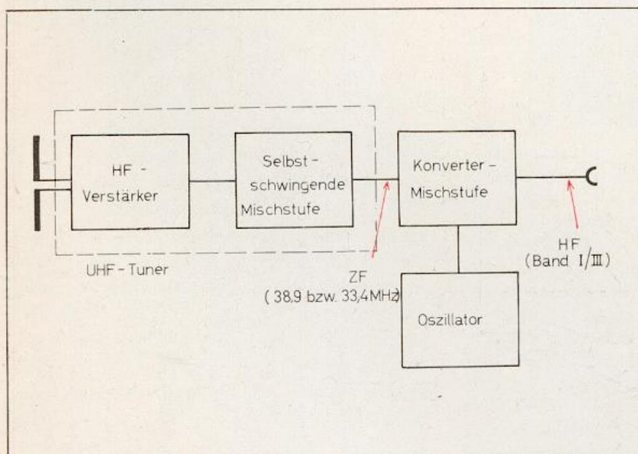 HF -
Verstärker
Selbst -
schwingende
Mischstufe
Konverter -
Mischstufe
UHF - Tuner
ZF
( 38.9 bzw. 33,4MHz)
HF
(Band I/III)
Oszillator